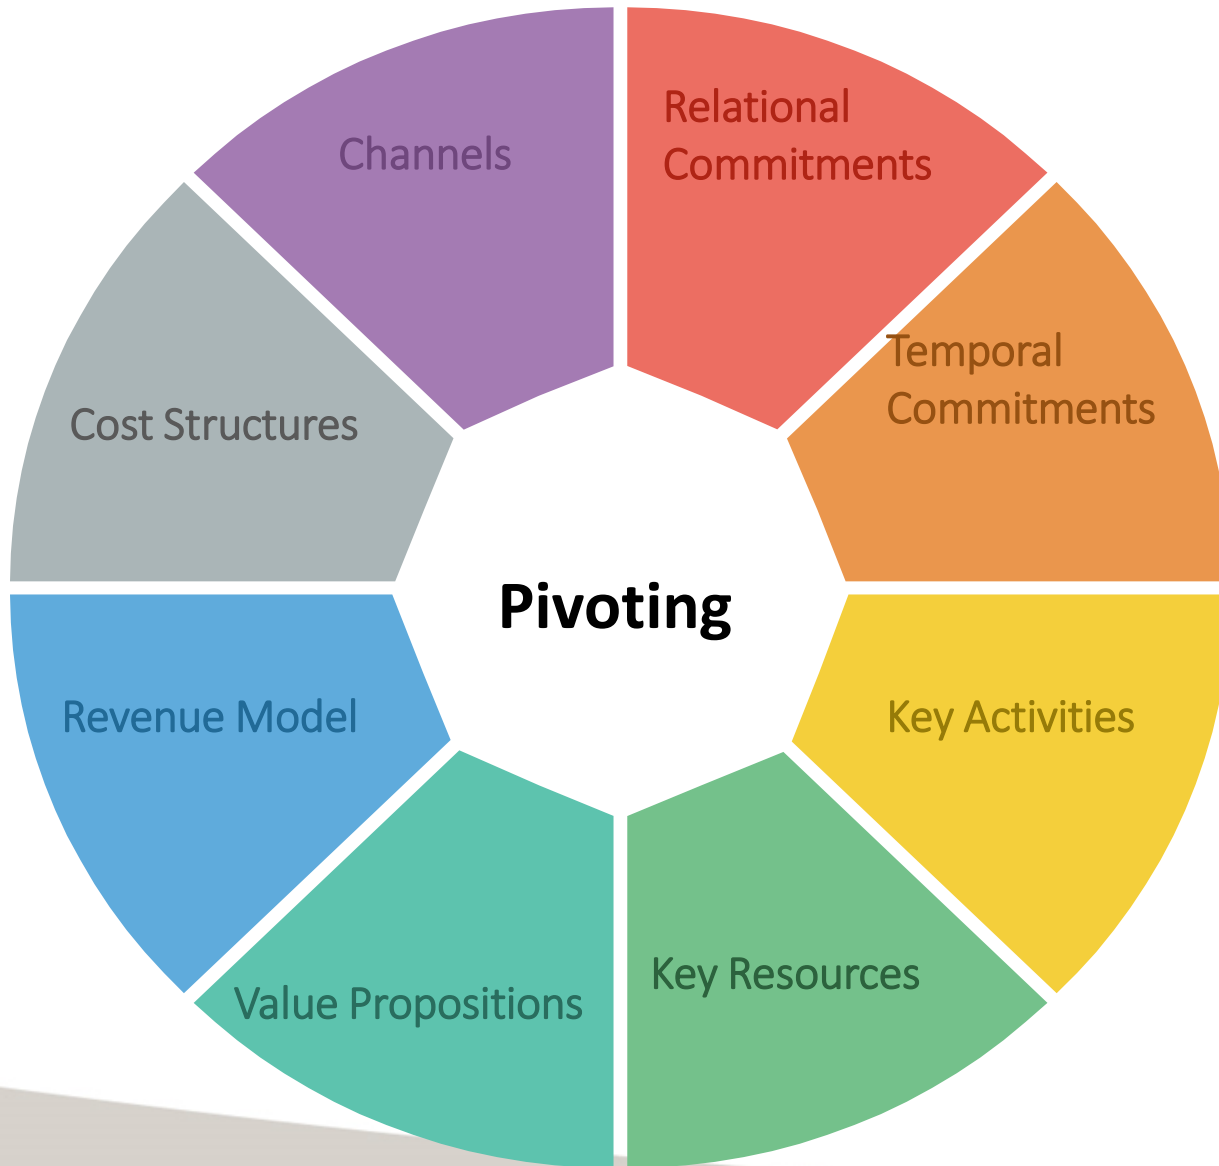 Channels
Relational
Commitments
Temporal
Commitments
Cost Structures
Pivoting
Revenue Model
Key Activities
Value Propositions
Key Resources